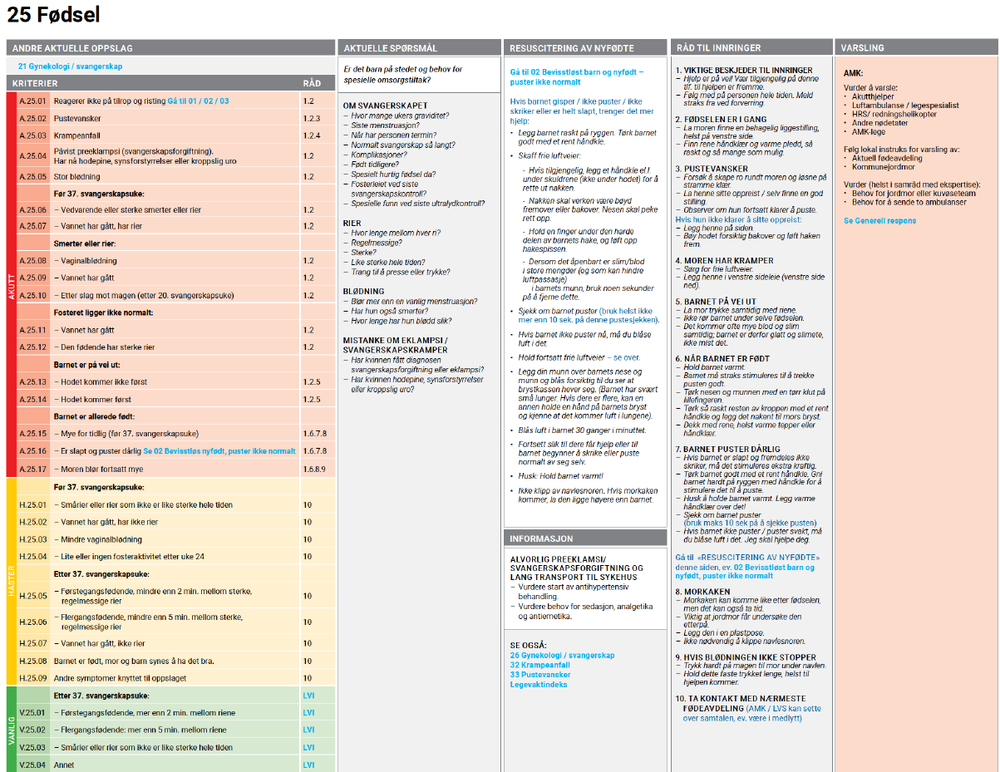 25 Fødsel
ANDRE AKTUELLE OPPSLAG
21 Gynekologi / svangerskap
KRITERIER RÅD
AKUTT
A.25.01 Reagerer ikke på tilrop og risting Gå til 01 / 02 / 03 1.2
A.25.02 Pustevansker 1.2.3
A.25.03 Krampeanfall 1.2.4
A.25.04 Påvist preeklampsi (svangerskapsforgiftning).
Har nå hodepine, synsforstyrrelser eller kroppslig uro 1.2
A.25.05 Stor blødning 1.2
Før 37. svangerskapsuke:
A.25.06 – Vedvarende eller sterke smerter eller rier 1.2
A.25.07 – Vannet har gått, har rier 1.2
Smerter eller rier:
A.25.08 – Vaginalblødning 1.2
A.25.09 – Vannet har gått 1.2
A.25.10 – Etter slag mot magen (etter 20. svangerskapsuke) 1.2
Fosteret ligger ikke normalt:
A.25.11 – Vannet har gått 1.2
A.25.12 – Den fødende har sterke rier 1.2
Barnet er på vei ut:
A.25.13 – Hodet kommer ikke først 1.2.5
A.25.14 – Hodet kommer først 1.2.5
Barnet er allerede født:
A.25.15 – Mye for tidlig (før 37. svangerskapsuke) 1.6.7.8
A.25.16 – Er slapt og puster dårlig Se 02 Bevisstløs nyfødt, puster ikke normalt 1.6.7.8
A.25.17 – Moren blør fortsatt mye 1.6.8.9
HASTER
Før 37. svangerskapsuke:
H.25.01 – Smårier eller rier som ikke er like sterke hele tiden 10
H.25.02 – Vannet har gått, har ikke rier 10
H.25.03 – Mindre vaginalblødning 10
H.25.04 – Lite eller ingen fosteraktivitet etter uke 24 10
Etter 37. svangerskapsuke:
H.25.05 – Førstegangsfødende, mindre enn 2 min. mellom sterke,
regelmessige rier 10
H.25.06 – Flergangsfødende, mindre enn 5 min. mellom sterke,
regelmessige rier 10
H.25.07 – Vannet har gått, ikke rier 10
H.25.08 Barnet er født, mor og barn synes å ha det bra. 10
H.25.09 Andre symptomer knyttet til oppslaget 10
VANLIG
Etter 37. svangerskapsuke: LVI
V.25.01 – Førstegangsfødende, mer enn 2 min. mellom riene LVI
V.25.02 – Flergangsfødende: mer enn 5 min. mellom riene LVI
V.25.03 – Smårier eller rier som ikke er like sterke hele tiden LVI
V.25.04 Annet LVI
AKTUELLE SPØRSMÅL
Er det barn på stedet og behov for
spesielle omsorgstiltak?
OM SVANGERSKAPET
– Hvor mange ukers graviditet?
– Siste menstruasjon?
– Når har personen termin?
– Normalt svangerskap så langt?
– Komplikasjoner?
– Født tidligere?
– Spesielt hurtig fødsel da?
– Fosterleiet ved siste
svangerskapskontroll?
– Spesielle funn ved siste ultralydkontroll?
RIER
– Hvor lenge mellom hver ri?
– Regelmessige?
– Sterke?
– Like sterke hele tiden?
– Trang til å presse eller trykke?
BLØDNING
– Blør mer enn en vanlig menstruasjon?
– Har hun også smerter?
– Hvor lenge har hun blødd slik?
MISTANKE OM EKLAMPSI /
SVANGERSKAPSKRAMPER
– Har kvinnen fått diagnosen
svangerskapsforgiftning eller eklampsi?
– Har kvinnen hodepine, synsforstyrrelser
eller kroppslig uro?
RESUSCITERING AV NYFØDTE
Gå til 02 Bevisstløst barn og nyfødt –
puster ikke normalt
Hvis barnet gisper / ikke puster / ikke
skriker eller er helt slapt, trenger det mer
hjelp:
• Legg barnet raskt på ryggen. Tørk barnet
godt med et rent håndkle.
• Skaff frie luftveier:
- Hvis tilgjengelig, legg et håndkle el.l.
under skuldrene (ikke under hodet) for å
rette ut nakken.
- Nakken skal verken være bøyd
fremover eller bakover. Nesen skal peke
rett opp.
- Hold en finger under den harde
delen av barnets hake, og løft opp
hakespissen.
- Dersom det åpenbart er slim/blod
i store mengder (og som kan hindre
luftpassasje)
i barnets munn, bruk noen sekunder
på å fjerne dette.
• Sjekk om barnet puster (bruk helst ikke
mer enn 10 sek. på denne pustesjekken).
• Hvis barnet ikke puster nå, må du blåse
luft i det.
• Hold fortsatt frie luftveier – se over.
• Legg din munn over barnets nese og
munn og blås forsiktig til du ser at
brystkassen hever seg. (Barnet har svært
små lunger. Hvis dere er flere, kan en
annen holde en hånd på barnets bryst
og kjenne at det kommer luft i lungene).
• Blås luft i barnet 30 ganger i minuttet.
• Fortsett slik til dere får hjelp eller til
barnet begynner å skrike eller puste
normalt av seg selv.
• Husk: Hold barnet varmt!
• Ikke klipp av navlesnoren. Hvis morkaken
kommer, la den ligge høyere enn barnet.
INFORMASJON
ALVORLIG PREEKLAMSI/
SVANGERSKAPSFORGIFTNING OG
LANG TRANSPORT TIL SYKEHUS
– Vurdere start av antihypertensiv
behandling.
– Vurdere behov for sedasjon, analgetika
og antiemetika.
SE OGSÅ:
26 Gynekologi / svangerskap
32 Krampeanfall
33 Pustevansker
Legevaktindeks
RÅD TIL INNRINGER
1. VIKTIGE BESKJEDER TIL INNRINGER
– Hjelp er på vei! Vær tilgjengelig på denne
tlf. til hjelpen er fremme.
– Følg med på personen hele tiden. Meld
straks fra ved forverring.
2. FØDSELEN ER I GANG
– La moren finne en behagelig liggestilling,
helst på venstre side.
– Finn rene håndklær og varme pledd, så
raskt og så mange som mulig.
3. PUSTEVANSKER
– Forsøk å skape ro rundt moren og løsne på
stramme klær.
– La henne sitte oppreist / selv finne en god
stilling.
– Observer om hun fortsatt klarer å puste.
Hvis hun ikke klarer å sitte oppreist:
– Legg henne på siden.
– Bøy hodet forsiktig bakover og løft haken
frem.
4. MOREN HAR KRAMPER
– Sørg for frie luftveier.
– Legg henne i venstre sideleie (venstre side
ned).
5. BARNET PÅ VEI UT
– La mor trykke samtidig med riene.
– Ikke rør barnet under selve fødselen.
– Det kommer ofte mye blod og slim
samtidig; barnet er derfor glatt og slimete,
ikke mist det.
6. NÅR BARNET ER FØDT
– Hold barnet varmt.
– Barnet må straks stimuleres til å trekke
pusten godt.
– Tørk nesen og munnen med en tørr klut på
lillefingeren.
– Tørk så raskt resten av kroppen med et rent
håndkle og legg det nakent til mors bryst.
– Dekk med rene, helst varme tepper eller
håndklær.
7. BARNET PUSTER DÅRLIG
– Hvis barnet er slapt og fremdeles ikke
skriker, må det stimuleres ekstra kraftig.
– Tørk barnet godt med et rent håndkle. Gni
barnet hardt på ryggen med håndkle for å
stimulere det til å puste.
– Husk å holde barnet varmt. Legg varme
håndklær over det!
– Sjekk om barnet puster
(bruk maks 10 sek på å sjekke pusten)
– Hvis barnet ikke puster / puster svakt, må
du blåse luft i det. Jeg skal hjelpe deg.
Gå til «RESUSCITERING AV NYFØDTE»
denne siden, ev. 02 Bevisstløst barn og
nyfødt, puster ikke normalt
8. MORKAKEN
– Morkaken kan komme like etter fødselen,
men det kan også ta tid.
– Viktig at jordmor får undersøke den
etterpå.
– Legg den i en plastpose.
– Ikke nødvendig å klippe navlesnoren.
9. HVIS BLØDNINGEN IKKE STOPPER
– Trykk hardt på magen til mor under navlen.
– Hold dette faste trykket lenge, helst til
hjelpen kommer.
10. TA KONTAKT MED NÆRMESTE
FØDEAVDELING (AMK / LVS kan sette
over samtalen, ev. være i medlytt)
VARSLING
AMK:
Vurder å varsle:
• Akutthjelper
• Luftambulanse / legespesialist
• HRS/ redningshelikopter
• Andre nødetater
• AMK-lege
Følg lokal instruks for varsling av:
• Aktuell fødeavdeling
• Kommunejordmor
Vurder (helst i samråd med ekspertise):
• Behov for jordmor eller kuvøseteam
• Behov for å sende to ambulanser
Se Generell respons